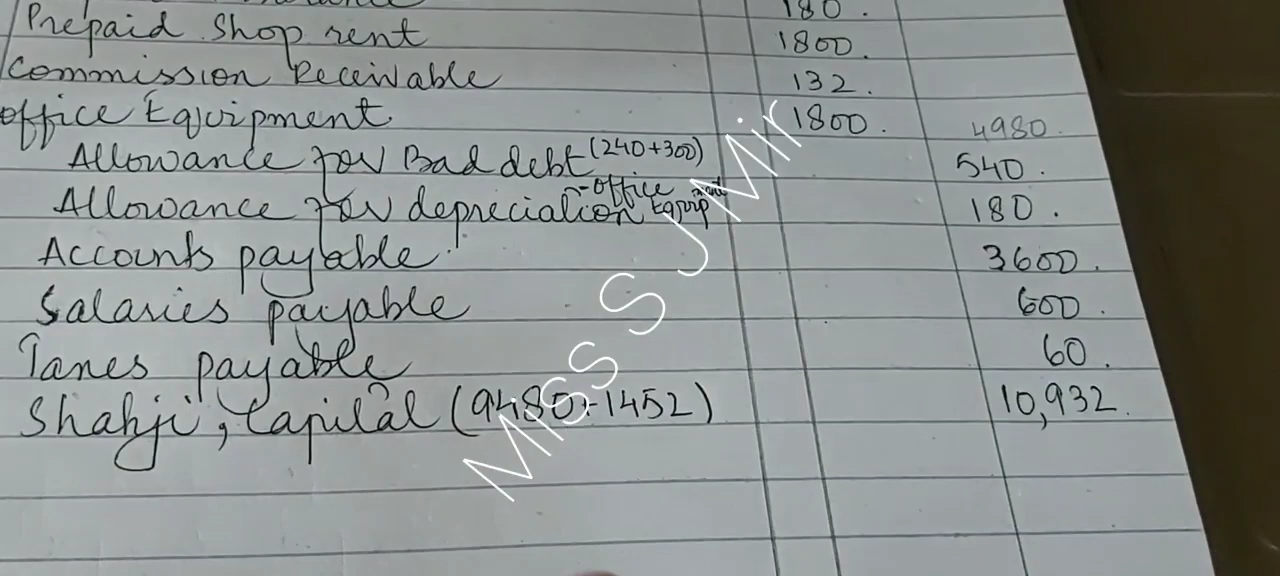 180.
Prepaid Shop rent 1800.
Commission Receivable 132.
Office Equipment 1800. 4980.
Allowance for Bad debt (240+300) 540.
Allowance for depreciation - office Equipment 180.
Accounts payable 3600.
Salaries payable 600.
Taxes payable 60.
Shahji, Capital (9480+1452) 10,932.
Miss S J Mir